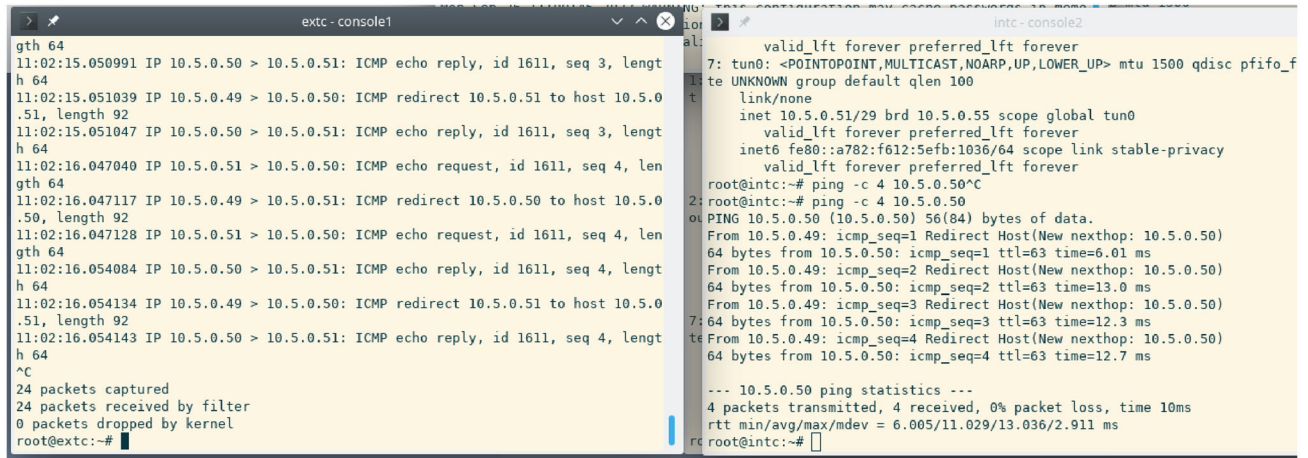 extc - console1
gth 64
11:02:15.050991 IP 10.5.0.50 > 10.5.0.51: ICMP echo reply, id 1611, seq 3, lengt
h 64
11:02:15.051039 IP 10.5.0.49 > 10.5.0.50: ICMP redirect 10.5.0.51 to host 10.5.0
.51, length 92
11:02:15.051047 IP 10.5.0.50 > 10.5.0.51: ICMP echo reply, id 1611, seq 3, lengt
h 64
11:02:16.047040 IP 10.5.0.51 > 10.5.0.50: ICMP echo request, id 1611, seq 4, len
gth 64
11:02:16.047117 IP 10.5.0.49 > 10.5.0.51: ICMP redirect 10.5.0.50 to host 10.5.0
.50, length 92
11:02:16.047128 IP 10.5.0.51 > 10.5.0.50: ICMP echo request, id 1611, seq 4, len
gth 64
11:02:16.054084 IP 10.5.0.50 > 10.5.0.51: ICMP echo reply, id 1611, seq 4, lengt
h 64
11:02:16.054134 IP 10.5.0.49 > 10.5.0.50: ICMP redirect 10.5.0.51 to host 10.5.0
.51, length 92
11:02:16.054143 IP 10.5.0.50 > 10.5.0.51: ICMP echo reply, id 1611, seq 4, lengt
h 64
^C
24 packets captured
24 packets received by filter
0 packets dropped by kernel
root@extc:~#
intc - console2
valid_lft forever preferred_lft forever
7: tun0: <POINTOPOINT,MULTICAST,NOARP,UP,LOWER_UP> mtu 1500 qdisc pfifo_f
te UNKNOWN group default qlen 100
link/none
inet 10.5.0.51/29 brd 10.5.0.55 scope global tun0
valid_lft forever preferred_lft forever
inet6 fe80::a782:f612:5efb:1036/64 scope link stable-privacy
valid_lft forever preferred_lft forever
root@intc:~# ping -c 4 10.5.0.50^C
root@intc:~# ping -c 4 10.5.0.50
PING 10.5.0.50 (10.5.0.50) 56(84) bytes of data.
From 10.5.0.49: icmp_seq=1 Redirect Host(New nexthop: 10.5.0.50)
64 bytes from 10.5.0.50: icmp_seq=1 ttl=63 time=6.01 ms
From 10.5.0.49: icmp_seq=2 Redirect Host(New nexthop: 10.5.0.50)
64 bytes from 10.5.0.50: icmp_seq=2 ttl=63 time=13.0 ms
From 10.5.0.49: icmp_seq=3 Redirect Host(New nexthop: 10.5.0.50)
64 bytes from 10.5.0.50: icmp_seq=3 ttl=63 time=12.3 ms
From 10.5.0.49: icmp_seq=4 Redirect Host(New nexthop: 10.5.0.50)
64 bytes from 10.5.0.50: icmp_seq=4 ttl=63 time=12.7 ms
--- 10.5.0.50 ping statistics ---
4 packets transmitted, 4 received, 0% packet loss, time 10ms
rtt min/avg/max/mdev = 6.005/11.029/13.036/2.911 ms
root@intc:~#